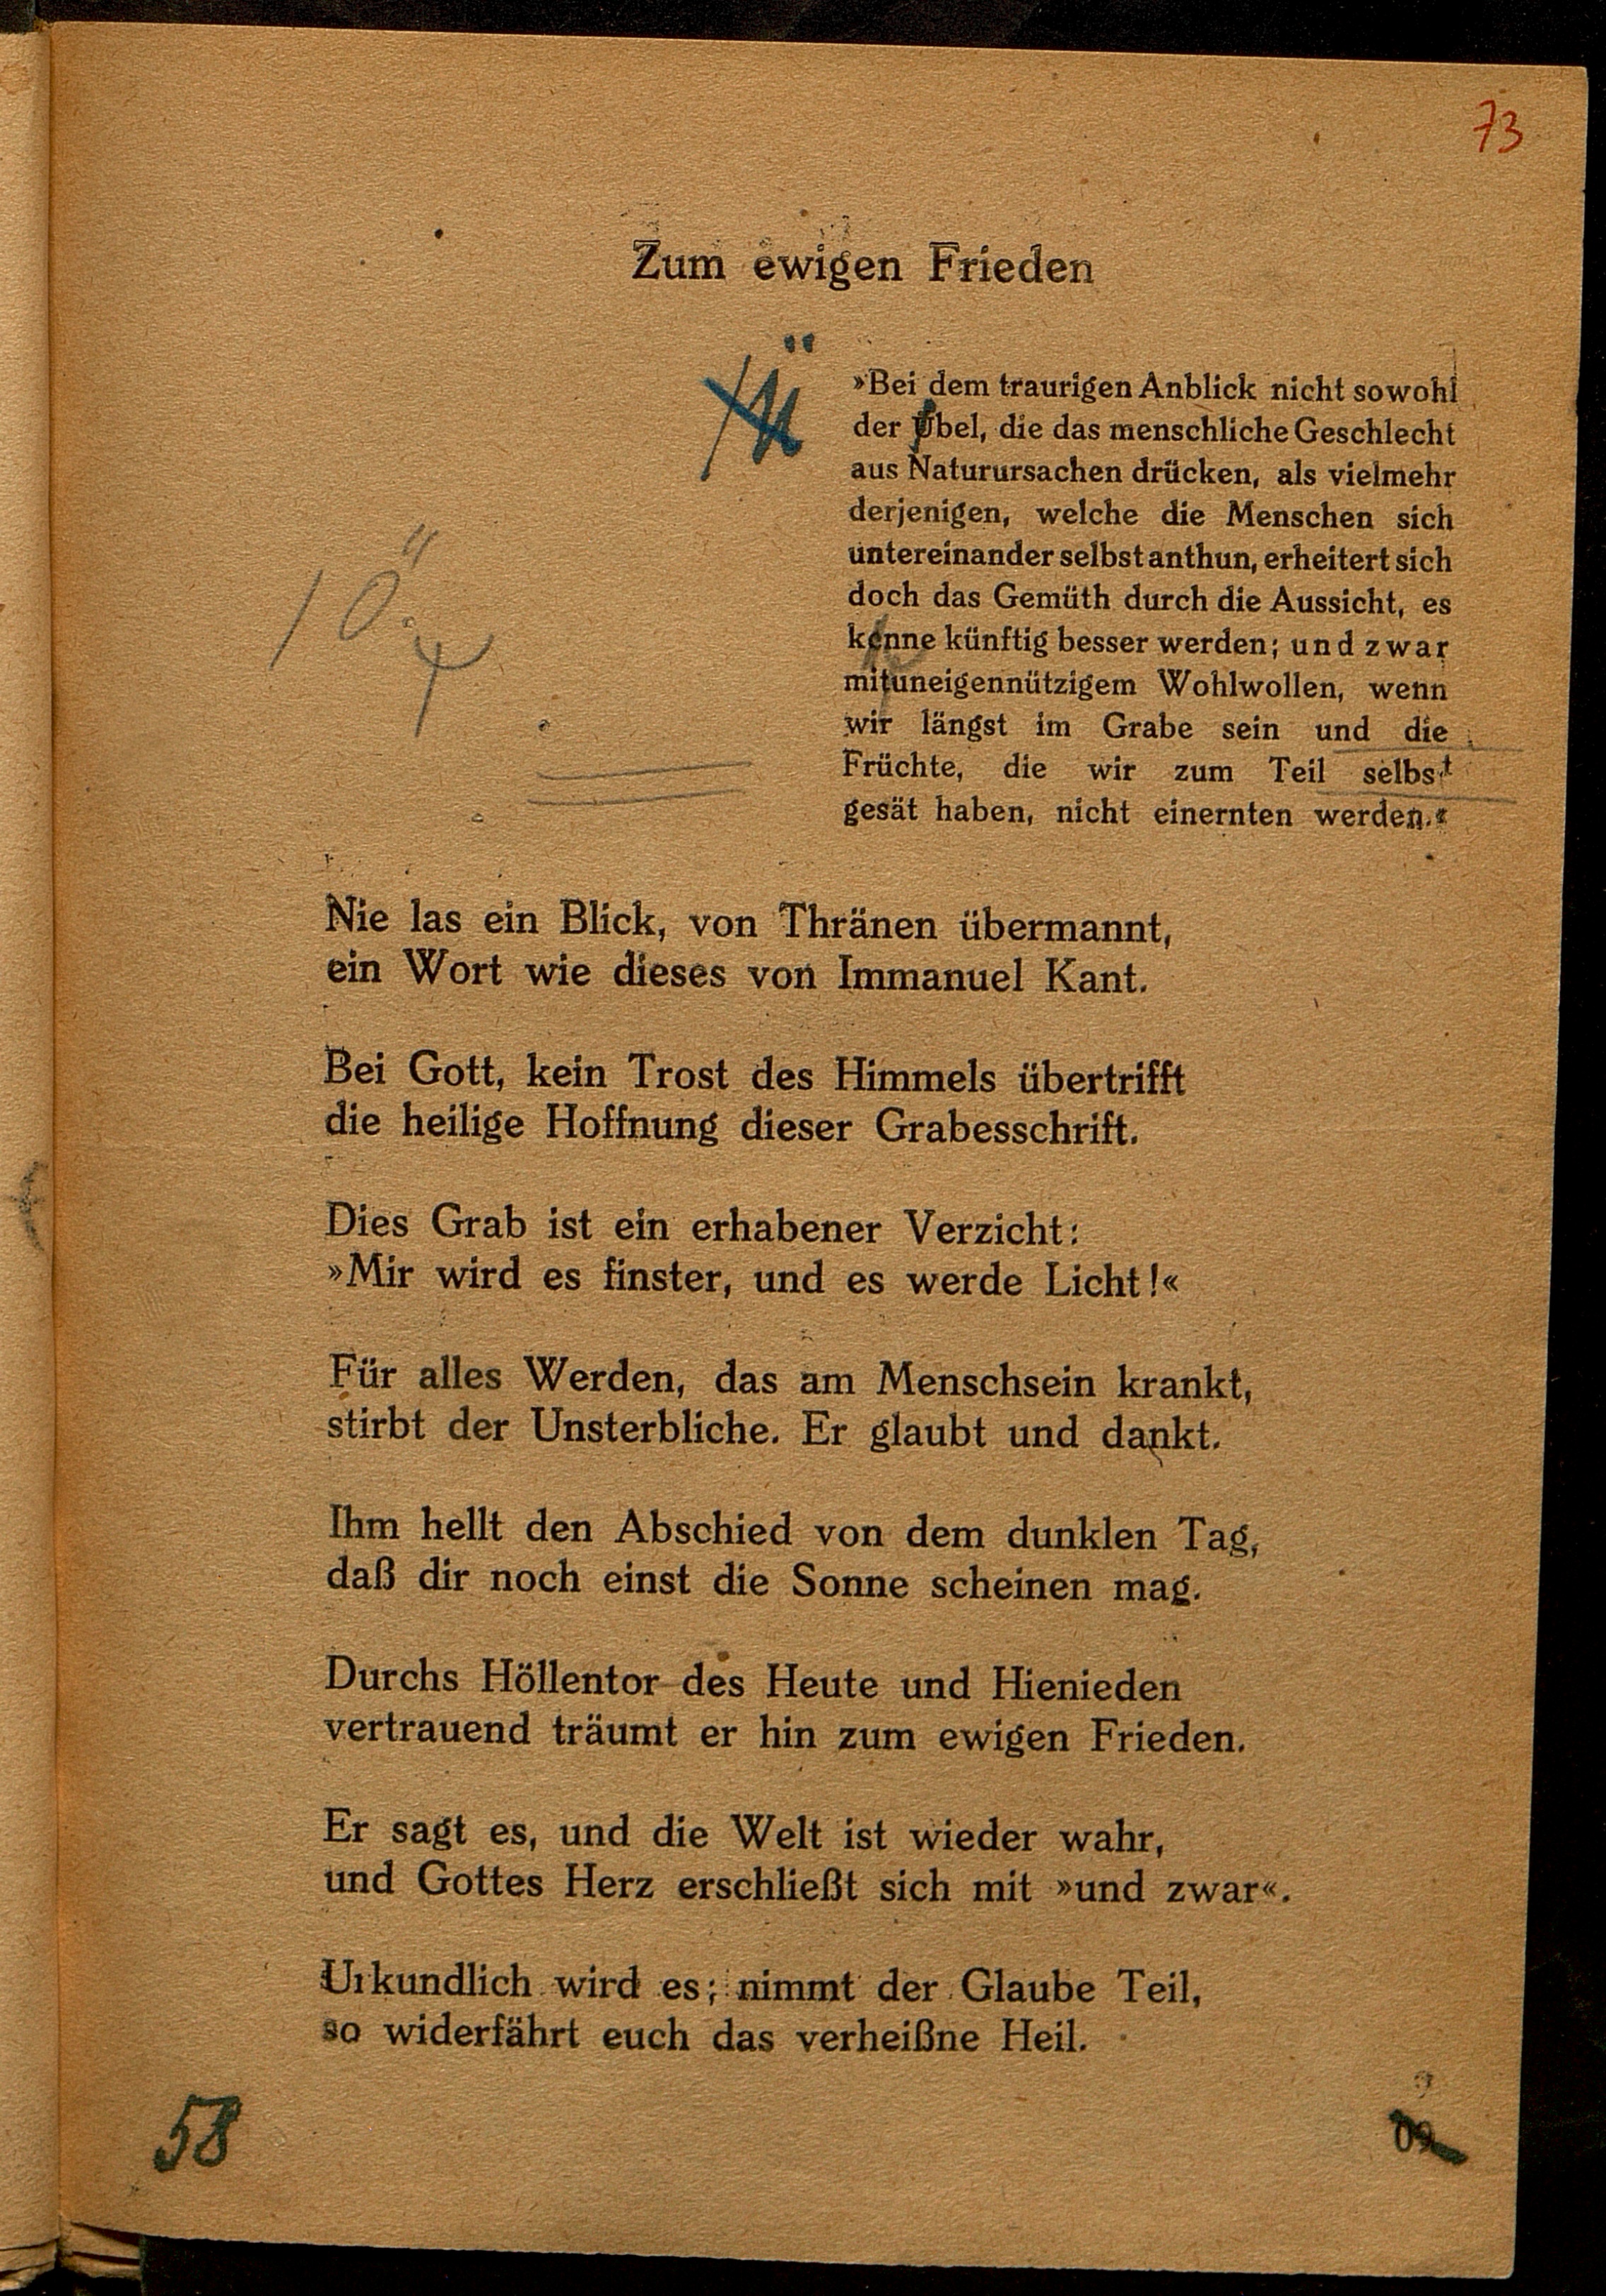 73
Zum ewigen Frieden
»Bei dem traurigen Anblick nicht sowohl
der Übel, die das menschliche Geschlecht
aus Naturursachen drücken, als vielmehr
derjenigen, welche die Menschen sich
untereinander selbst anthun, erheitert sich
doch das Gemüth durch die Aussicht, es
kenne künftig besser werden; und zwar
mit uneigennützigem Wohlwollen, wenn
wir längst im Grabe sein und die
Früchte, die wir zum Teil selbst
gesät haben, nicht einernten werden.«
Nie las ein Blick, von Thränen übermannt,
ein Wort wie dieses von Immanuel Kant.
Bei Gott, kein Trost des Himmels übertrifft
die heilige Hoffnung dieser Grabesschrift.
Dies Grab ist ein erhabener Verzicht:
»Mir wird es finster, und es werde Licht!«
Für alles Werden, das am Menschsein krankt,
stirbt der Unsterbliche. Er glaubt und dankt.
Ihm hellt den Abschied von dem dunklen Tag,
daß dir noch einst die Sonne scheinen mag.
Durchs Höllentor des Heute und Hienieden
vertrauend träumt er hin zum ewigen Frieden.
Er sagt es, und die Welt ist wieder wahr,
und Gottes Herz erschließt sich mit »und zwar«.
Urkundlich wird es; nimmt der Glaube Teil,
so widerfährt euch das verheißne Heil.
58